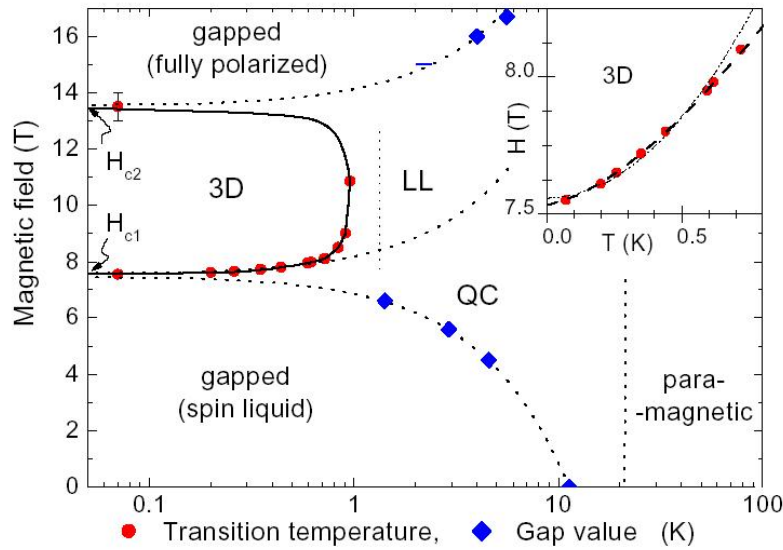 16
14
12
10
8
6
4
2
0
Magnetic field (T)
gapped
(fully polarized)
H_c2
3D
LL
H_c1
QC
gapped
(spin liquid)
para-
-magnetic
3D
8.0
7.5
H (T)
0.0
0.5
T (K)
0.1
1
10
100
Transition temperature, Gap value (K)